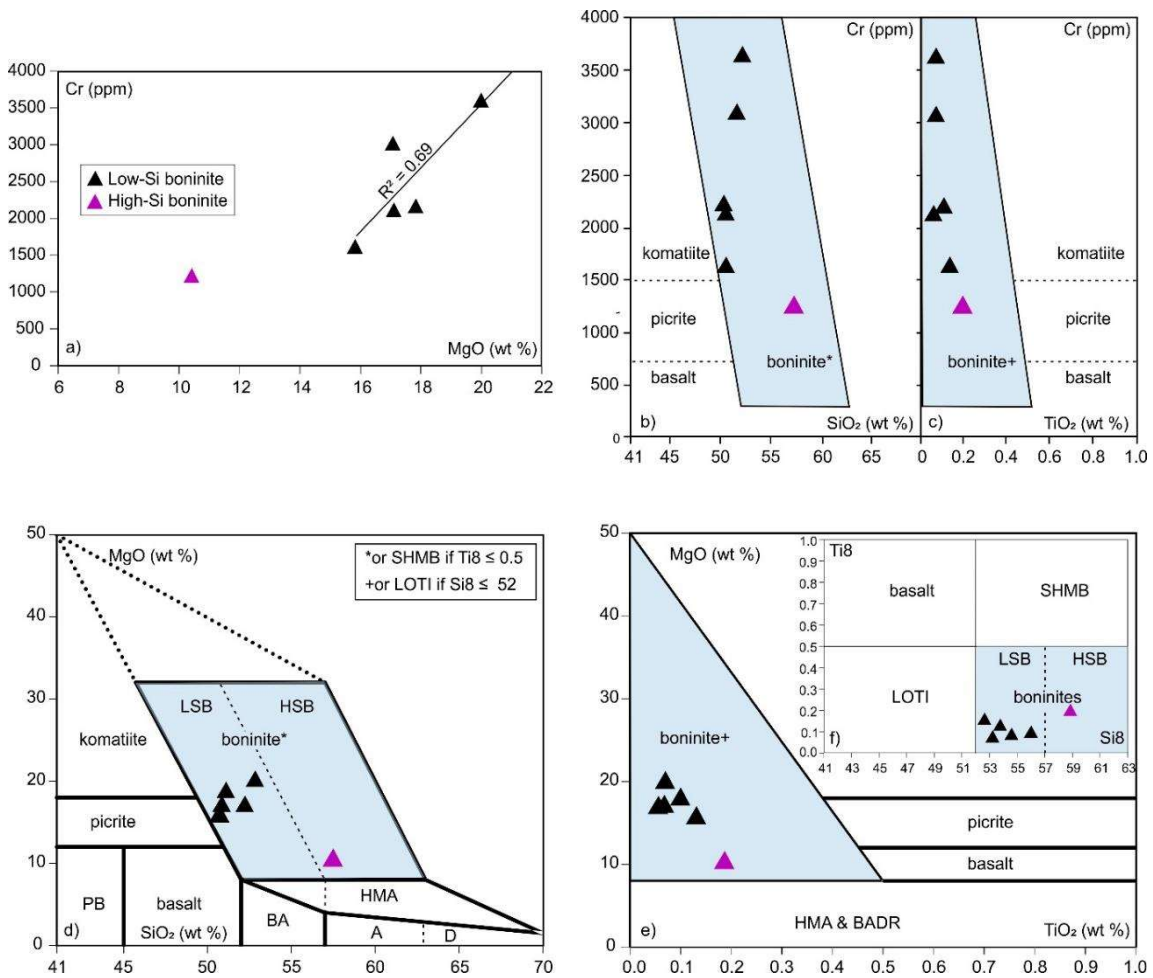 Cr (ppm)
4000
3500
3000
2500
2000
1500
1000
500
0
Low-Si boninite
High-Si boninite
R² = 0.69
a)
MgO (wt %)
6 8 10 12 14 16 18 20 22
4000
3500
3000
2500
2000
1500
1000
500
0
Cr (ppm)
komatiite
picrite
basalt
boninite*
b)
SiO₂ (wt %)
41 45 50 55 60 65
Cr (ppm)
komatiite
picrite
basalt
boninite+
c)
TiO₂ (wt %)
0 0.2 0.4 0.6 0.8 1.0
50
40
30
20
10
0
MgO (wt %)
*or SHMB if Ti8 ≤ 0.5
+or LOTI if Si8 ≤ 52
LSB HSB
boninite*
komatiite
picrite
PB
basalt
BA
HMA
A
D
d)
SiO₂ (wt %)
41 45 50 55 60 65 70
50
40
30
20
10
0
MgO (wt %)
boninite+
picrite
basalt
HMA & BADR
e)
TiO₂ (wt %)
0.0 0.1 0.2 0.3 0.4 0.5 0.6 0.7 0.8 0.9 1.0
1.0
0.9
0.8
0.7
0.6
0.5
0.4
0.3
0.2
0.1
0.0
Ti8
basalt
SHMB
LSB HSB
LOTI
boninites
f)
Si8
41 43 45 47 49 51 53 55 57 59 61 63